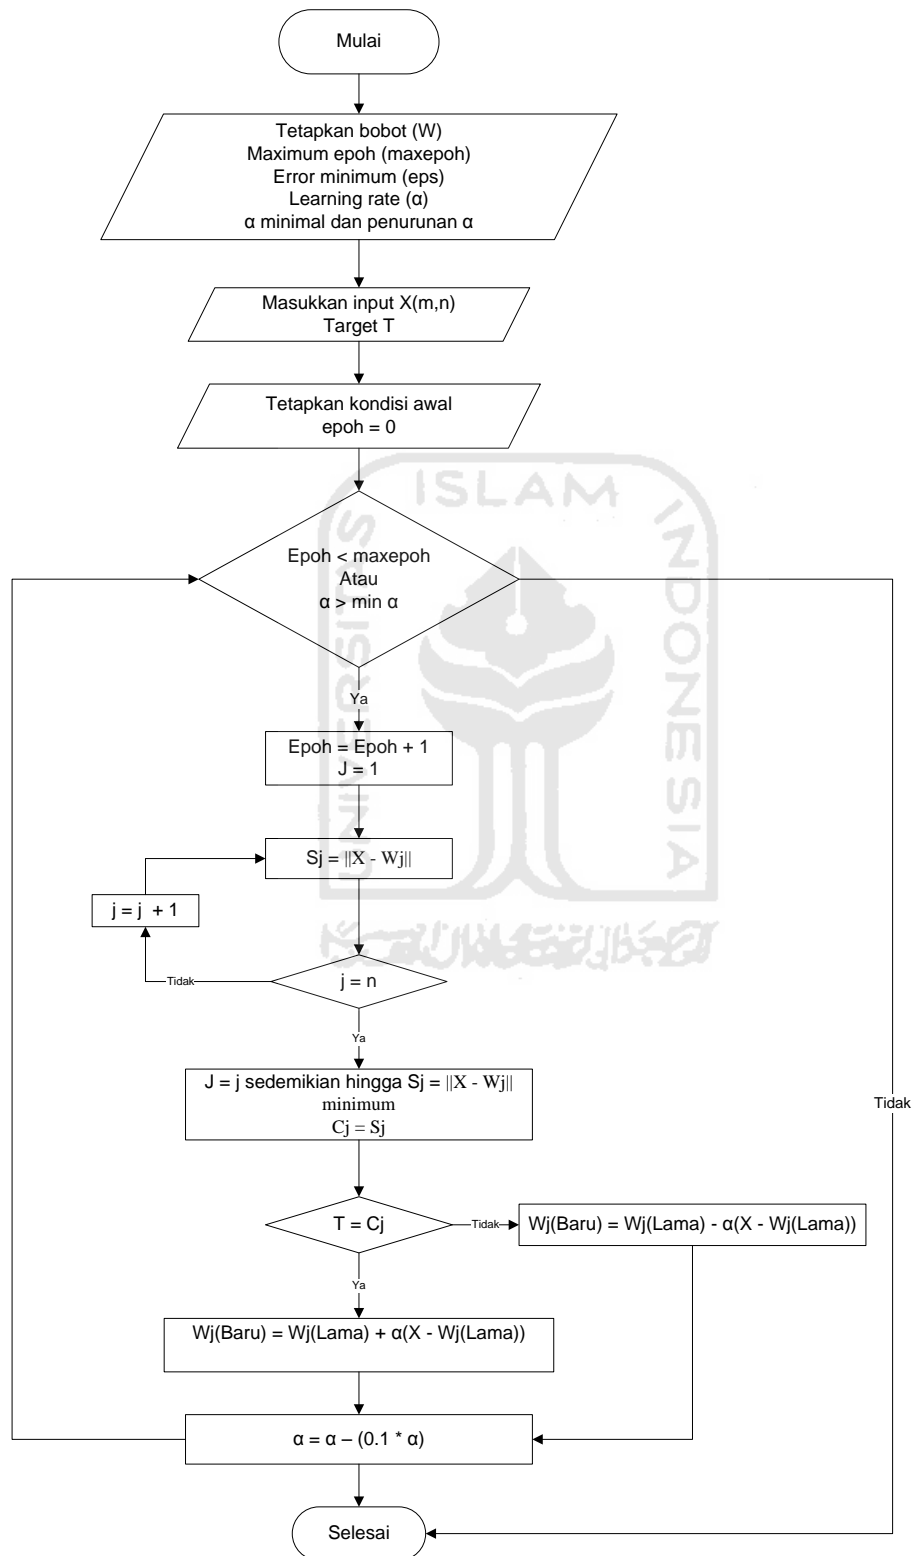 Mulai
Tetapkan bobot (W)
Maximum epoh (maxepoh)
Error minimum (eps)
Learning rate (α)
α minimal dan penurunan α
Masukkan input X(m,n)
Target T
Tetapkan kondisi awal
epoh = 0
ISLAM
UNIVERSITAS
INDONESIA
Epoh < maxepoh
Atau
α > min α
Ya
Epoh = Epoh + 1
J = 1
Sj = ||X - Wj||
j = j + 1
Tidak
j = n
Ya
J = j sedemikian hingga Sj = ||X - Wj||
minimum
Cj = Sj
Tidak
T = Cj
Tidak
Wj(Baru) = Wj(Lama) - α(X - Wj(Lama))
Ya
Wj(Baru) = Wj(Lama) + α(X - Wj(Lama))
α = α – (0.1 * α)
Selesai